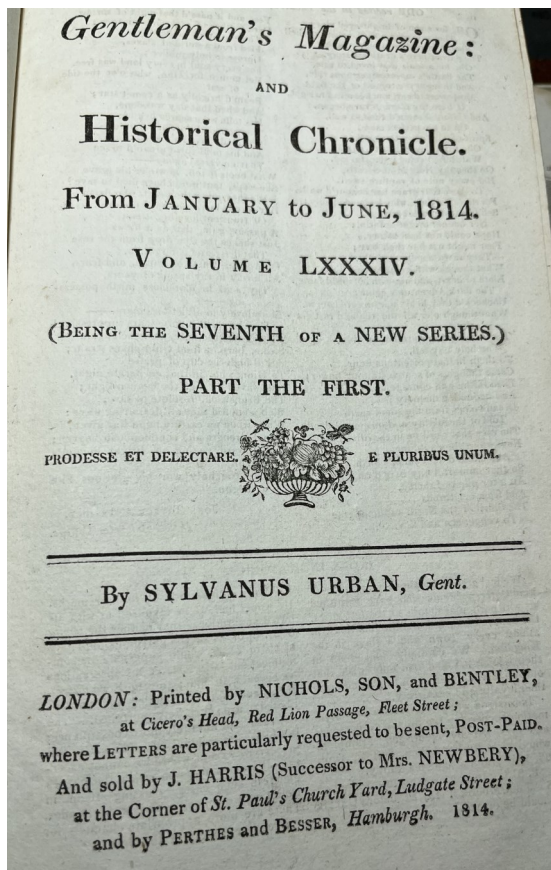 Gentleman's Magazine:
AND
Historical Chronicle.
From JANUARY to JUNE, 1814.
VOLUME LXXXIV.
(BEING THE SEVENTH OF A NEW SERIES.)
PART THE FIRST.
PRODESSE ET DELECTARE. E PLURIBUS UNUM.
By SYLVANUS URBAN, Gent.
LONDON: Printed by NICHOLS, SON, and BENTLEY,
at Cicero's Head, Red Lion Passage, Fleet Street;
where LETTERS are particularly requested to be sent, POST-PAID.
And sold by J. HARRIS (Successor to Mrs. NEWBERY),
at the Corner of St. Paul's Church Yard, Ludgate Street;
and by PERTHES and BESSER, Hamburgh. 1814.